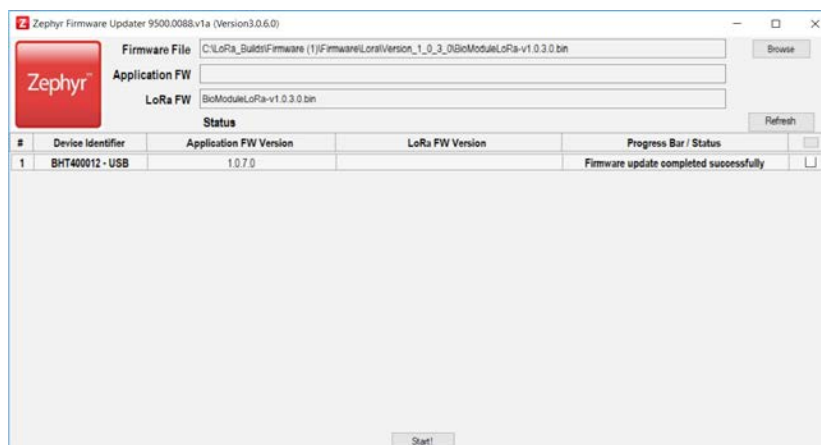 Zephyr Firmware Updater 9500.0088.v1a (Version3.0.6.0)
Firmware File C:\LoRa_Builds\Firmware (1)\Firmware\Lora\Version_1_0_3_0\BioModuleLoRa-v1.0.3.0.bin Browse
Zephyr™
Application FW
LoRa FW BioModuleLoRa-v1.0.3.0.bin
Status Refresh
# Device Identifier Application FW Version LoRa FW Version Progress Bar / Status
1 BHT400012 - USB 1.0.7.0 Firmware update completed successfully
Start!